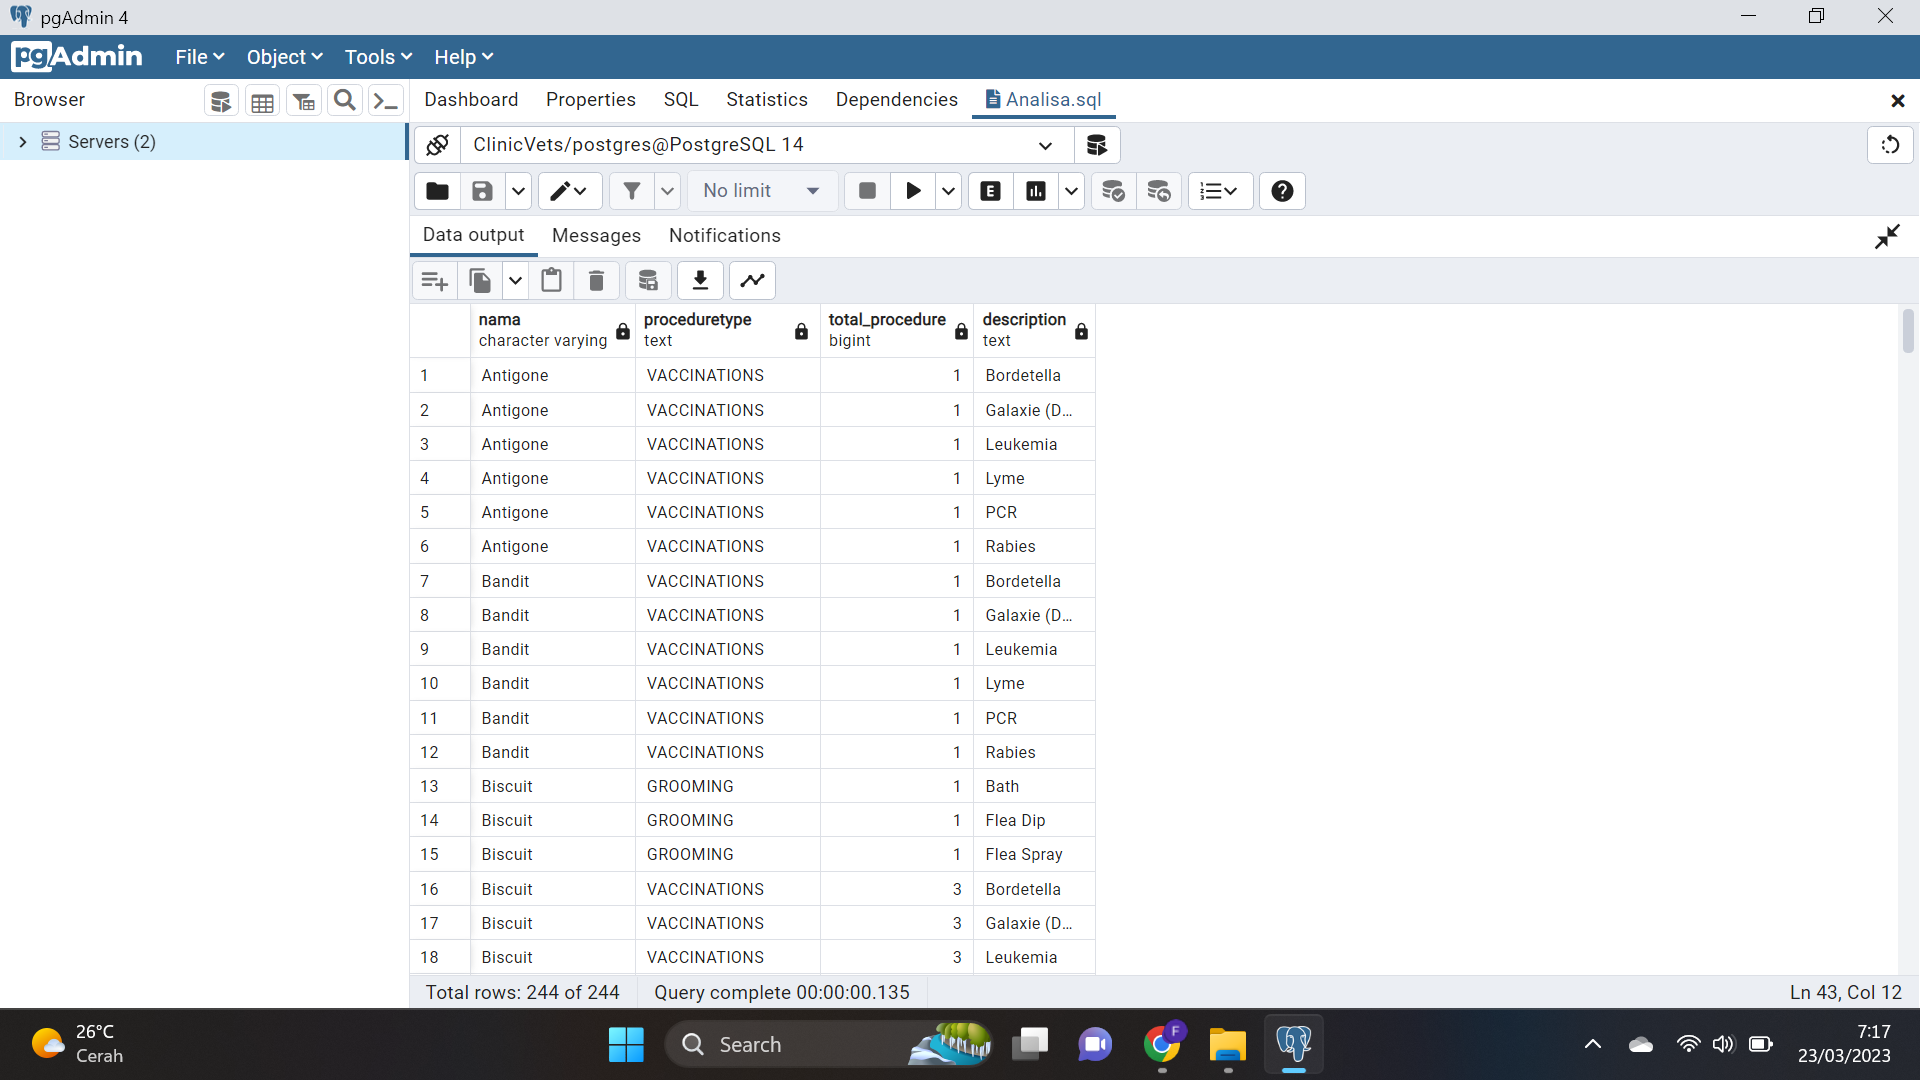 pgAdmin 4
pgAdmin File Object Tools Help
Browser Dashboard Properties SQL Statistics Dependencies Analisa.sql
Servers (2)
ClinicVets/postgres@PostgreSQL 14
No limit E
Data output Messages Notifications
nama proceduretype total_procedure description
character varying text bigint text
1 Antigone VACCINATIONS 1 Bordetella
2 Antigone VACCINATIONS 1 Galaxie (D...
3 Antigone VACCINATIONS 1 Leukemia
4 Antigone VACCINATIONS 1 Lyme
5 Antigone VACCINATIONS 1 PCR
6 Antigone VACCINATIONS 1 Rabies
7 Bandit VACCINATIONS 1 Bordetella
8 Bandit VACCINATIONS 1 Galaxie (D...
9 Bandit VACCINATIONS 1 Leukemia
10 Bandit VACCINATIONS 1 Lyme
11 Bandit VACCINATIONS 1 PCR
12 Bandit VACCINATIONS 1 Rabies
13 Biscuit GROOMING 1 Bath
14 Biscuit GROOMING 1 Flea Dip
15 Biscuit GROOMING 1 Flea Spray
16 Biscuit VACCINATIONS 3 Bordetella
17 Biscuit VACCINATIONS 3 Galaxie (D...
18 Biscuit VACCINATIONS 3 Leukemia
Total rows: 244 of 244 Query complete 00:00:00.135 Ln 43, Col 12
26°C
Cerah
Search
F
7:17
23/03/2023